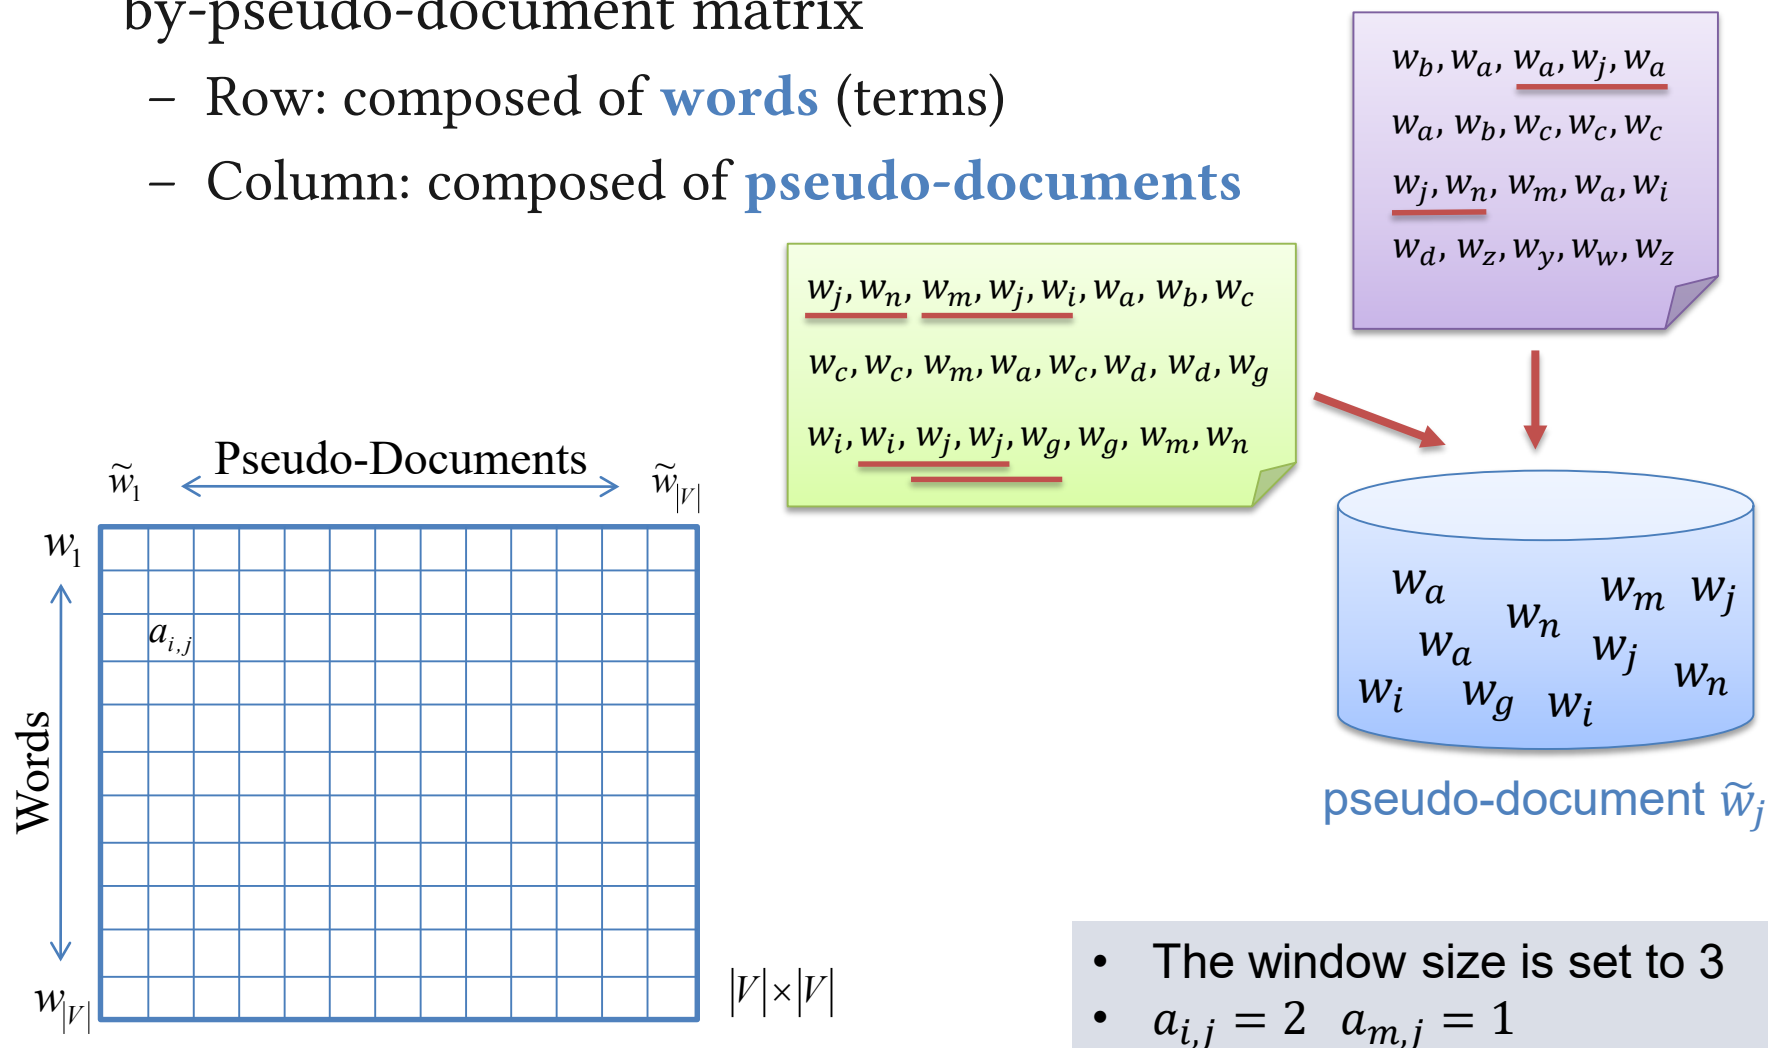 by-pseudo-document matrix
– Row: composed of words (terms)
– Column: composed of pseudo-documents
w_b, w_a, w_a, w_j, w_a
w_a, w_b, w_c, w_c, w_c
w_j, w_n, w_m, w_a, w_i
w_d, w_z, w_y, w_w, w_z
w_j, w_n, w_m, w_j, w_i, w_a, w_b, w_c
w_c, w_c, w_m, w_a, w_c, w_d, w_d, w_g
w_i, w_i, w_j, w_j, w_g, w_g, w_m, w_n
Pseudo-Documents
w̃_1 w̃_|V|
w_1
a_{i,j}
Words
w_|V|
|V|×|V|
w_a w_n w_m w_j
w_a w_j w_n
w_i w_g w_i
pseudo-document w̃_j
• The window size is set to 3
• a_{i,j} = 2 a_{m,j} = 1